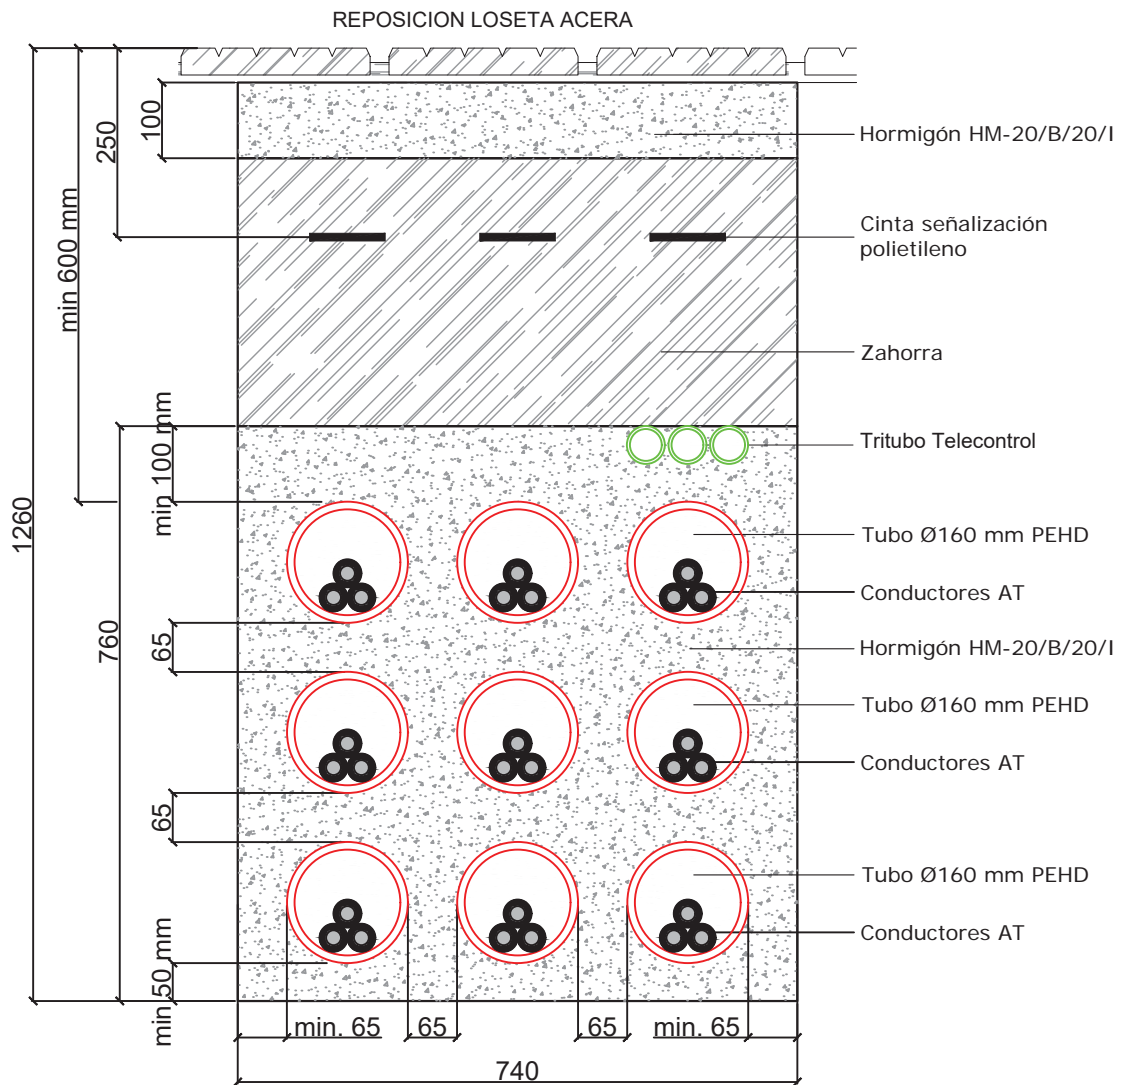 REPOSICION LOSETA ACERA
100
250
min 600 mm
1260
Hormigón HM-20/B/20/I
Cinta señalización
polietileno
Zahorra
min 100 mm
Tritubo Telecontrol
Tubo Ø160 mm PEHD
Conductores AT
760
65
Hormigón HM-20/B/20/I
Tubo Ø160 mm PEHD
Conductores AT
65
Tubo Ø160 mm PEHD
Conductores AT
min 50 mm
min. 65
65
65
min. 65
740